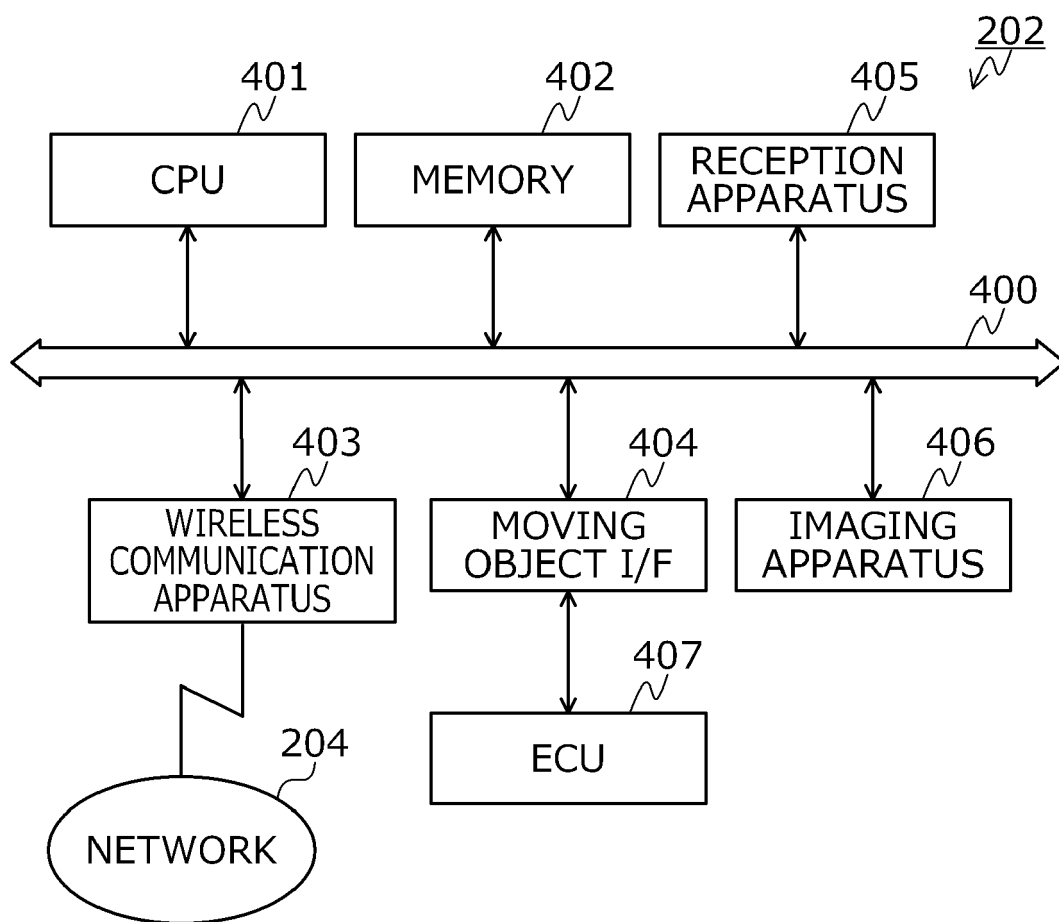 202
401
402
405
CPU
MEMORY
RECEPTION
APPARATUS
400
403
404
406
WIRELESS
COMMUNICATION
APPARATUS
MOVING
OBJECT I/F
IMAGING
APPARATUS
407
ECU
204
NETWORK